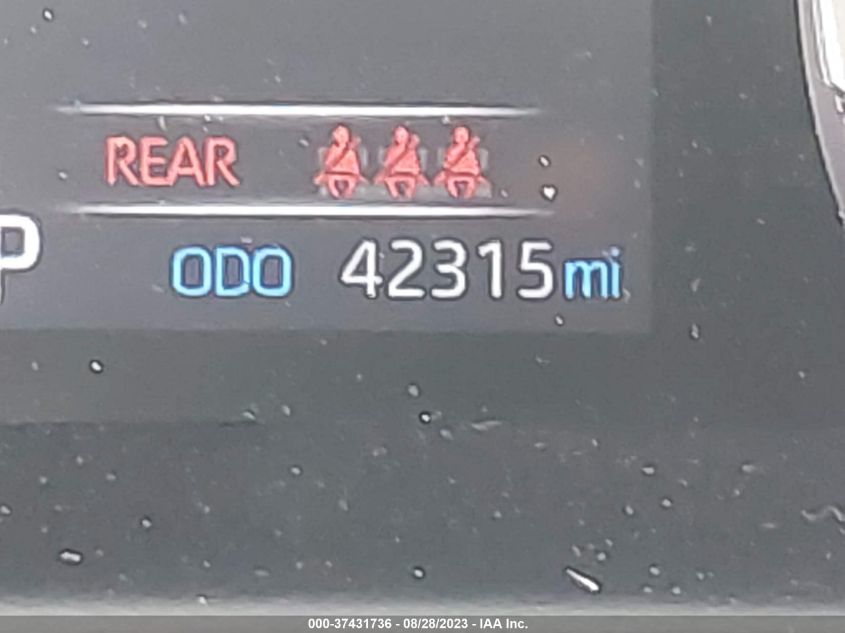 REAR
P ODO 42315mi
000-37431736 - 08/28/2023 - IAA Inc.